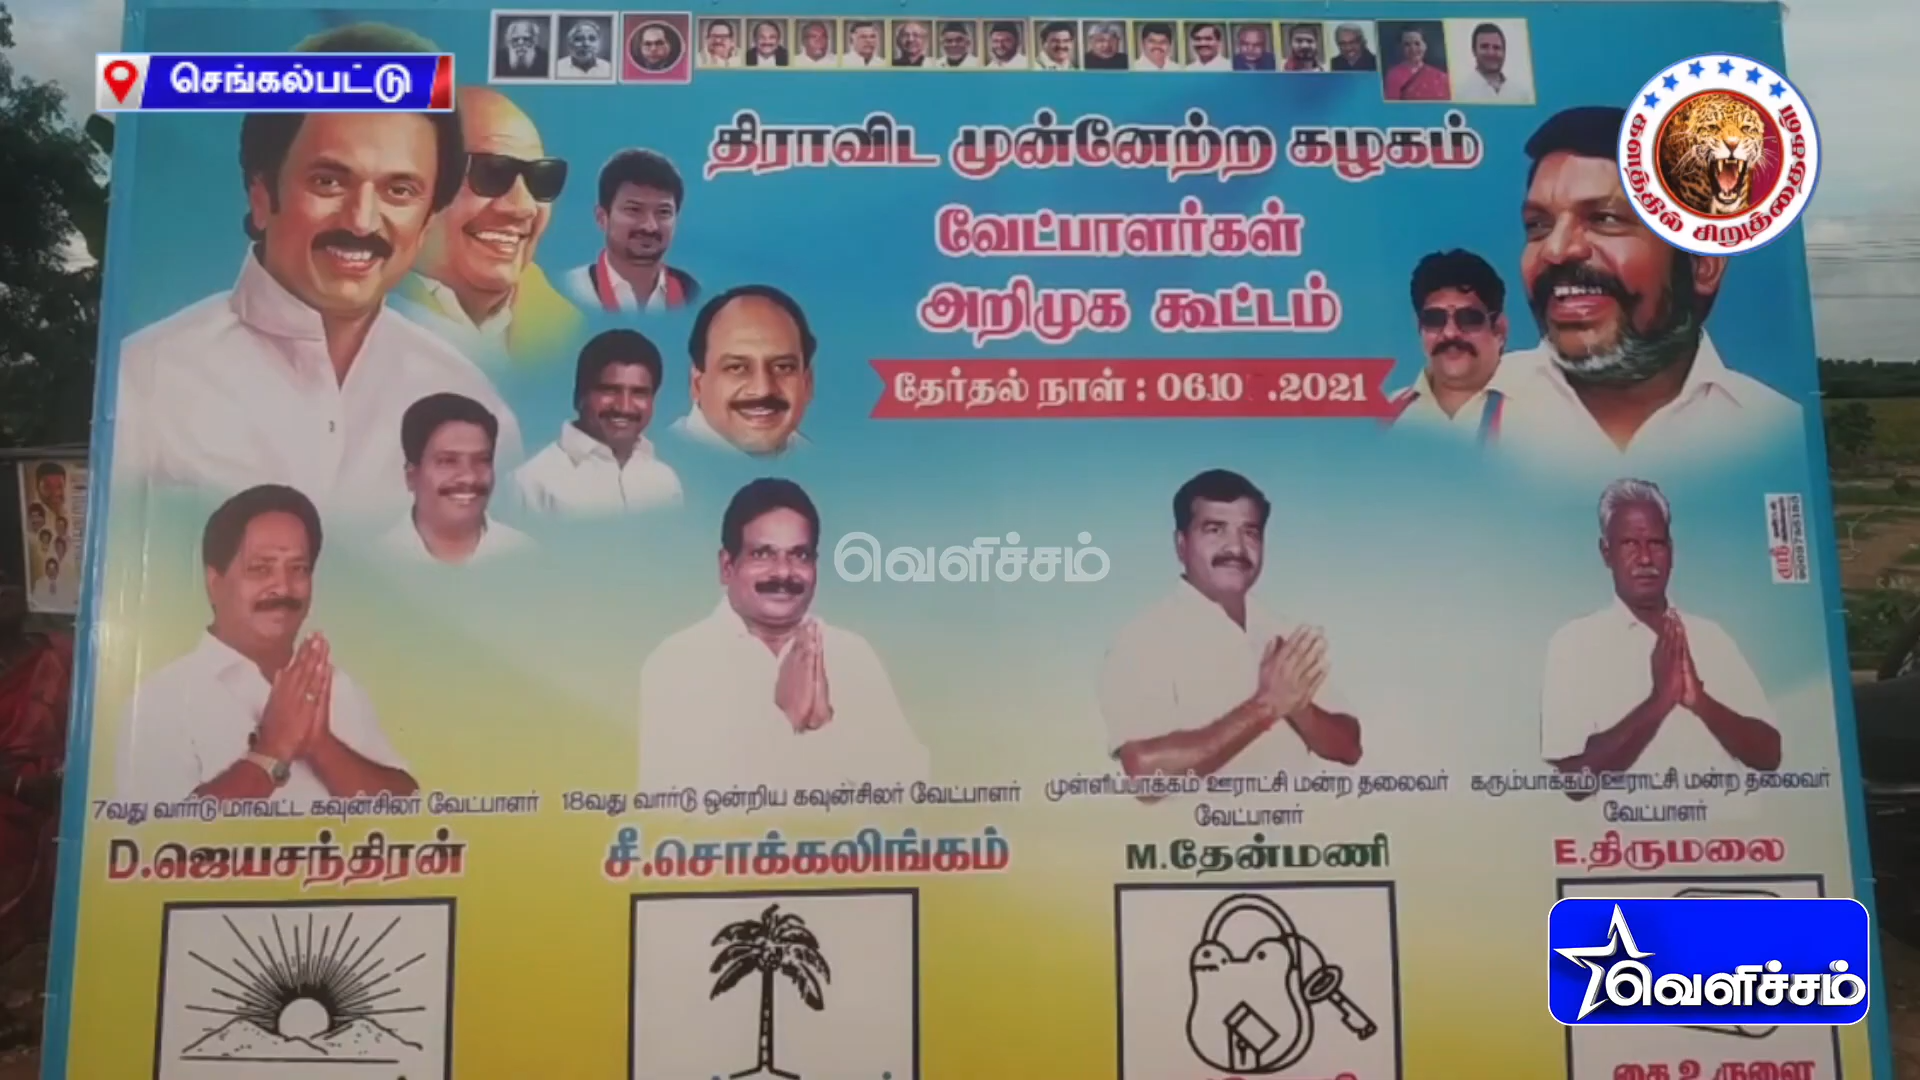 செங்கல்பட்டு
களத்தில் சிறுத்தைகள்
திராவிட முன்னேற்ற கழகம்
வேட்பாளர்கள்
அறிமுக கூட்டம்
தேர்தல் நாள் : 06.10 .2021
வெளிச்சம்
7வது வார்டு மாவட்ட கவுன்சிலர் வேட்பாளர்
D.ஜெயசந்திரன்
18வது வார்டு ஒன்றிய கவுன்சிலர் வேட்பாளர்
சீ.சொக்கலிங்கம்
முள்ளிப்பாக்கம் ஊராட்சி மன்ற தலைவர்
வேட்பாளர்
M.தேன்மணி
கரும்பாக்கம் ஊராட்சி மன்ற தலைவர்
வேட்பாளர்
E.திருமலை
வெளிச்சம்